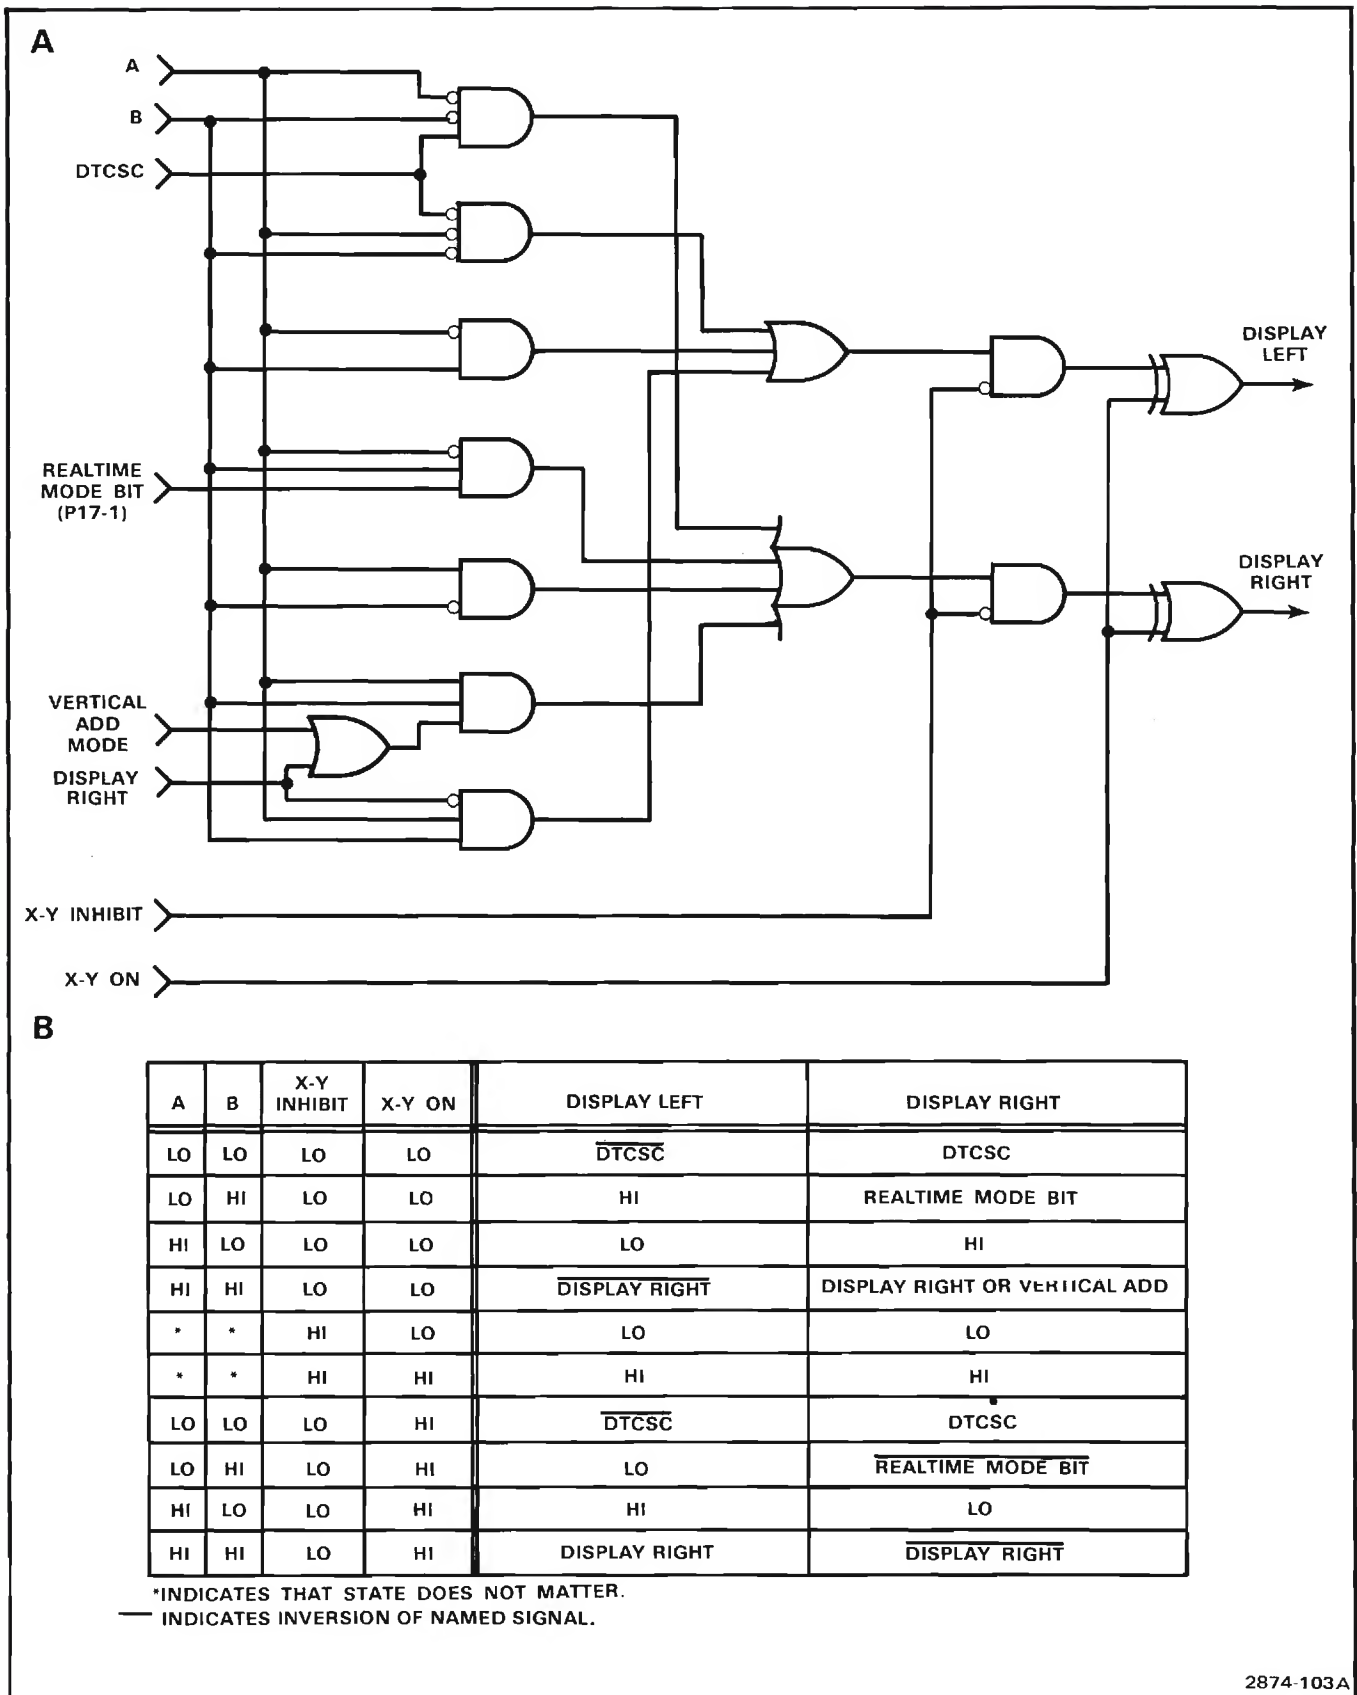 A
A
B
DTCSC
REALTIME
MODE BIT
(P17-1)
VERTICAL
ADD
MODE
DISPLAY
RIGHT
X-Y INHIBIT
X-Y ON
DISPLAY
LEFT
DISPLAY
RIGHT
B
A B X-Y INHIBIT X-Y ON DISPLAY LEFT DISPLAY RIGHT
LO LO LO LO DTCSC DTCSC
LO HI LO LO HI REALTIME MODE BIT
HI LO LO LO LO HI
HI HI LO LO DISPLAY RIGHT DISPLAY RIGHT OR VERTICAL ADD
* * HI LO LO LO
* * HI HI HI HI
LO LO LO HI DTCSC DTCSC
LO HI LO HI LO REALTIME MODE BIT
HI LO LO HI HI LO
HI HI LO HI DISPLAY RIGHT DISPLAY RIGHT
*INDICATES THAT STATE DOES NOT MATTER.
— INDICATES INVERSION OF NAMED SIGNAL.
2874-103A